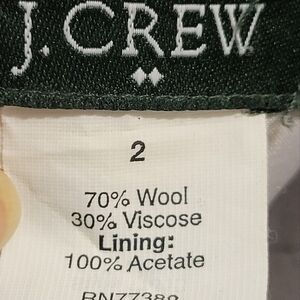 J.CREW
2
70% Wool
30% Viscose
Lining:
100% Acetate